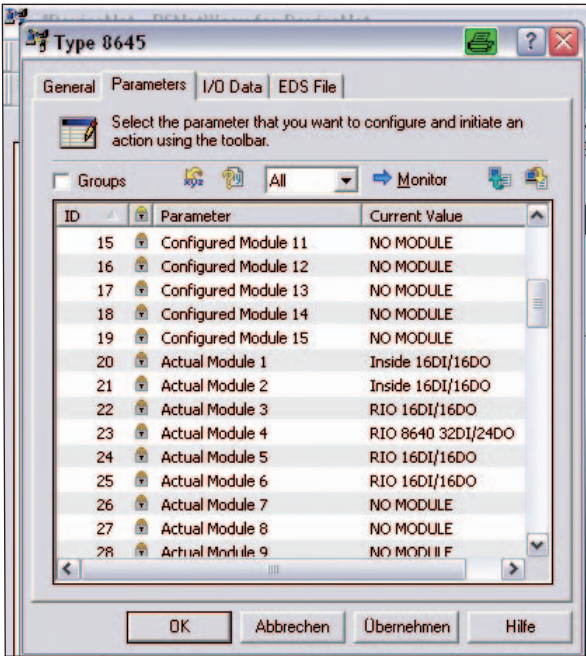 *DeviceNet - RSNetWorx for DeviceNet
Type 8645
General Parameters I/O Data EDS File
Select the parameter that you want to configure and initiate an
action using the toolbar.
Groups xyz All Monitor
ID Parameter Current Value
15 Configured Module 11 NO MODULE
16 Configured Module 12 NO MODULE
17 Configured Module 13 NO MODULE
18 Configured Module 14 NO MODULE
19 Configured Module 15 NO MODULE
20 Actual Module 1 Inside 16DI/16DO
21 Actual Module 2 Inside 16DI/16DO
22 Actual Module 3 RIO 16DI/16DO
23 Actual Module 4 RIO 8640 32DI/24DO
24 Actual Module 5 RIO 16DI/16DO
25 Actual Module 6 RIO 16DI/16DO
26 Actual Module 7 NO MODULE
27 Actual Module 8 NO MODULE
28 Actual Module 9 NO MODULE
OK Abbrechen Übernehmen Hilfe